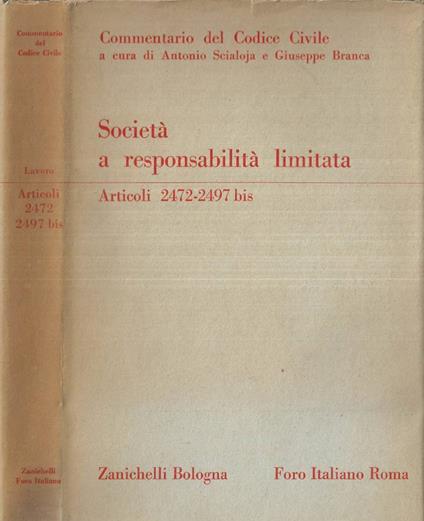 Commentario
del
Codice Civile
Lavoro
Articoli
2472
2497 bis
Zanichelli
Foro Italiano
Commentario del Codice Civile
a cura di Antonio Scialoja e Giuseppe Branca
Società
a responsabilità limitata
Articoli 2472-2497 bis
Zanichelli Bologna Foro Italiano Roma